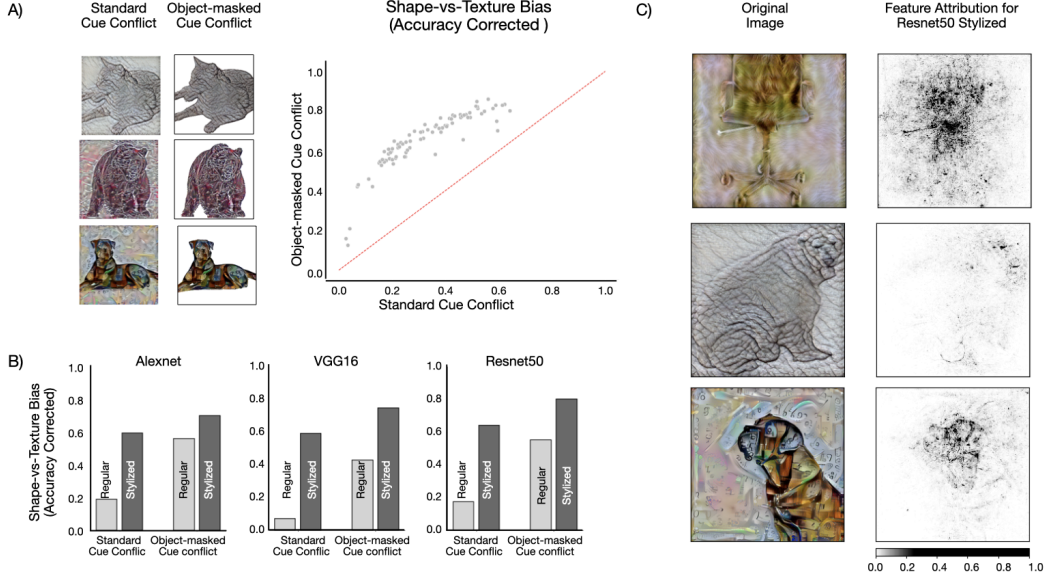 A)
Standard
Cue Conflict
Object-masked
Cue Conflict
Shape-vs-Texture Bias
(Accuracy Corrected )
Object-masked Cue Conflict
1.0
0.8
0.6
0.4
0.2
0.0
0.0 0.2 0.4 0.6 0.8 1.0
Standard Cue Conflict
B)
Shape-vs-Texture Bias
(Accuracy Corrected)
Alexnet
1.0
0.8
0.6
0.4
0.2
0.0
Regular
Stylized
Regular
Stylized
Standard
Cue Conflic
Object-masked
Cue conflict
VGG16
1.0
0.8
0.6
0.4
0.2
0.0
Regular
Stylized
Regular
Stylized
Standard
Cue Conflic
Object-masked
Cue conflict
Resnet50
1.0
0.8
0.6
0.4
0.2
0.0
Regular
Stylized
Regular
Stylized
Standard
Cue Conflic
Object-masked
Cue conflict
C)
Original
Image
Feature Attribution for
Resnet50 Stylized
0.0 0.2 0.4 0.6 0.8 1.0